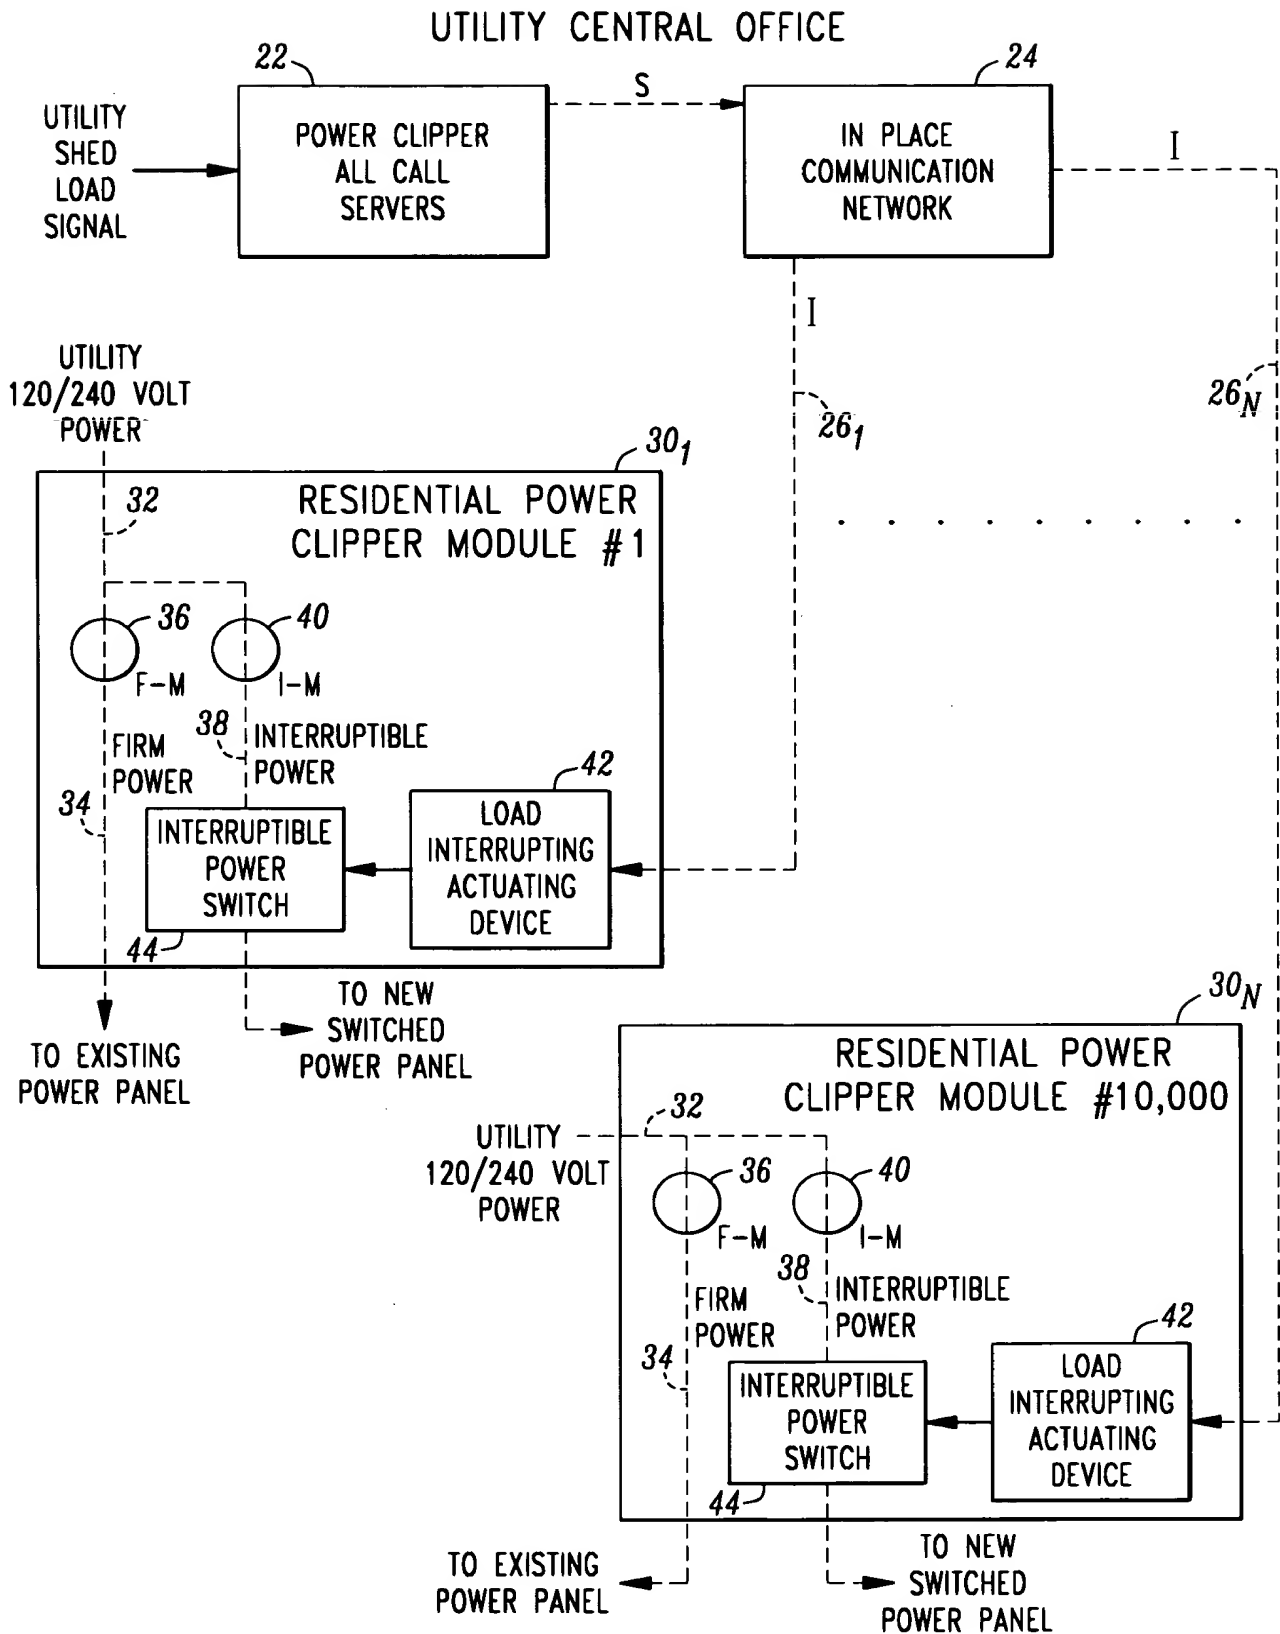 UTILITY CENTRAL OFFICE
22
S
24
UTILITY
SHED
LOAD
SIGNAL
POWER CLIPPER
ALL CALL
SERVERS
IN PLACE
COMMUNICATION
NETWORK
I
I
UTILITY
120/240 VOLT
POWER
26N
261
301
RESIDENTIAL POWER
CLIPPER MODULE #1
32
. . . . . . . . .
36
40
F-M
I-M
38
FIRM
POWER
INTERRUPTIBLE
POWER
34
42
INTERRUPTIBLE
POWER
SWITCH
LOAD
INTERRUPTING
ACTUATING
DEVICE
44
TO EXISTING
POWER PANEL
TO NEW
SWITCHED
POWER PANEL
30N
RESIDENTIAL POWER
CLIPPER MODULE #10,000
UTILITY
120/240 VOLT
POWER
32
36
40
F-M
I-M
38
FIRM
POWER
INTERRUPTIBLE
POWER
34
42
INTERRUPTIBLE
POWER
SWITCH
LOAD
INTERRUPTING
ACTUATING
DEVICE
44
TO EXISTING
POWER PANEL
TO NEW
SWITCHED
POWER PANEL